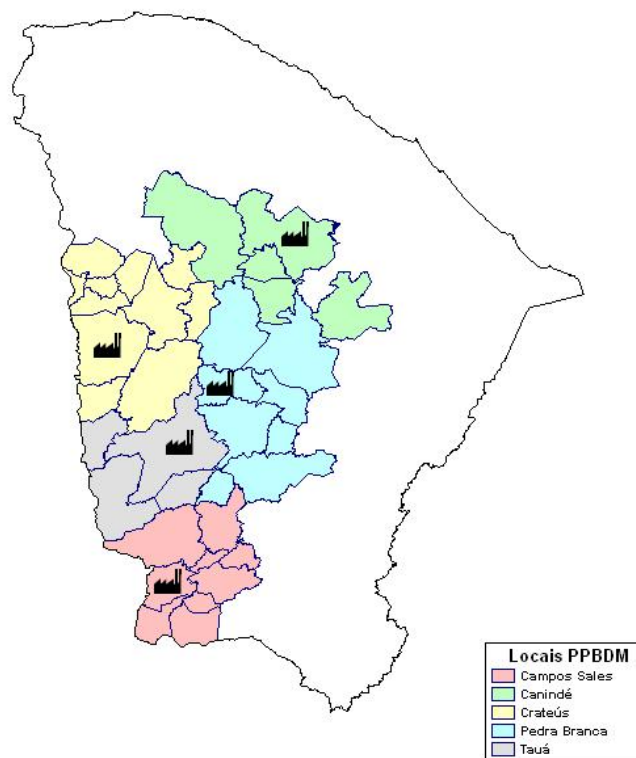 Locais PPBDM
Campos Sales
Canindé
Crateús
Pedra Branca
Tauá